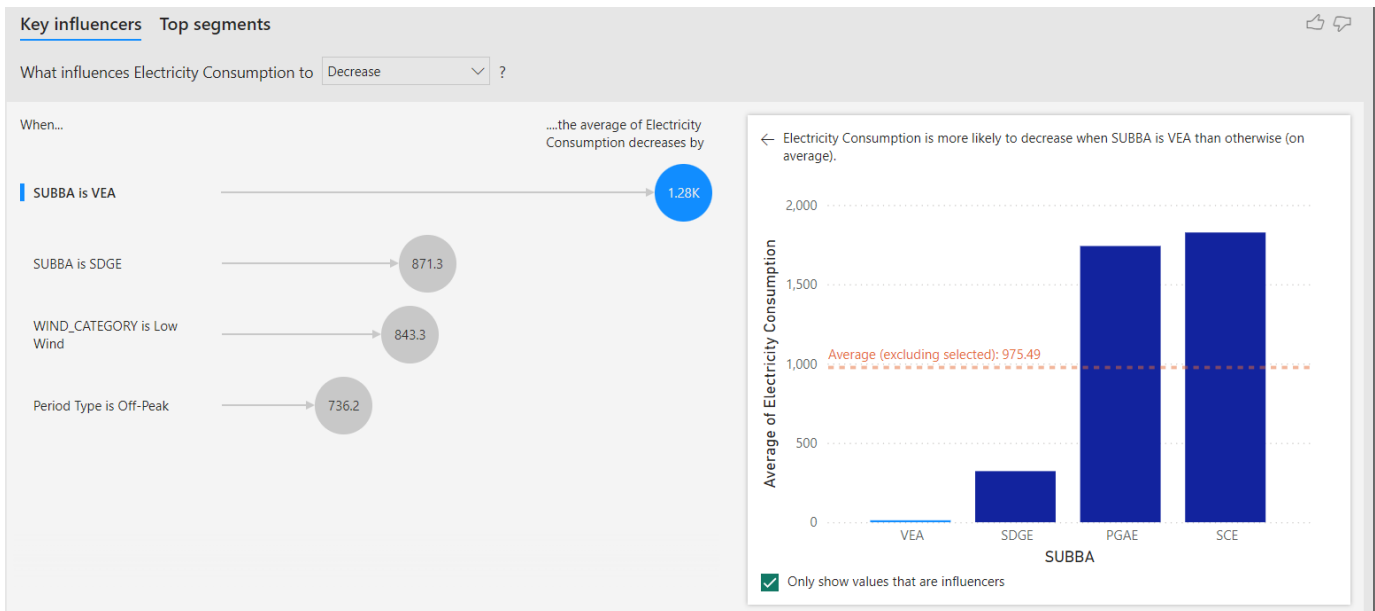 Key influencers Top segments
What influences Electricity Consumption to Decrease ?
When...
....the average of Electricity
Consumption decreases by
SUBBA is VEA
1.28K
SUBBA is SDGE
871.3
WIND_CATEGORY is Low
Wind
843.3
Period Type is Off-Peak
736.2
Electricity Consumption is more likely to decrease when SUBBA is VEA than otherwise (on
average).
Average of Electricity Consumption
2,000
1,500
1,000
500
0
Average (excluding selected): 975.49
VEA SDGE PGAE SCE
SUBBA
Only show values that are influencers